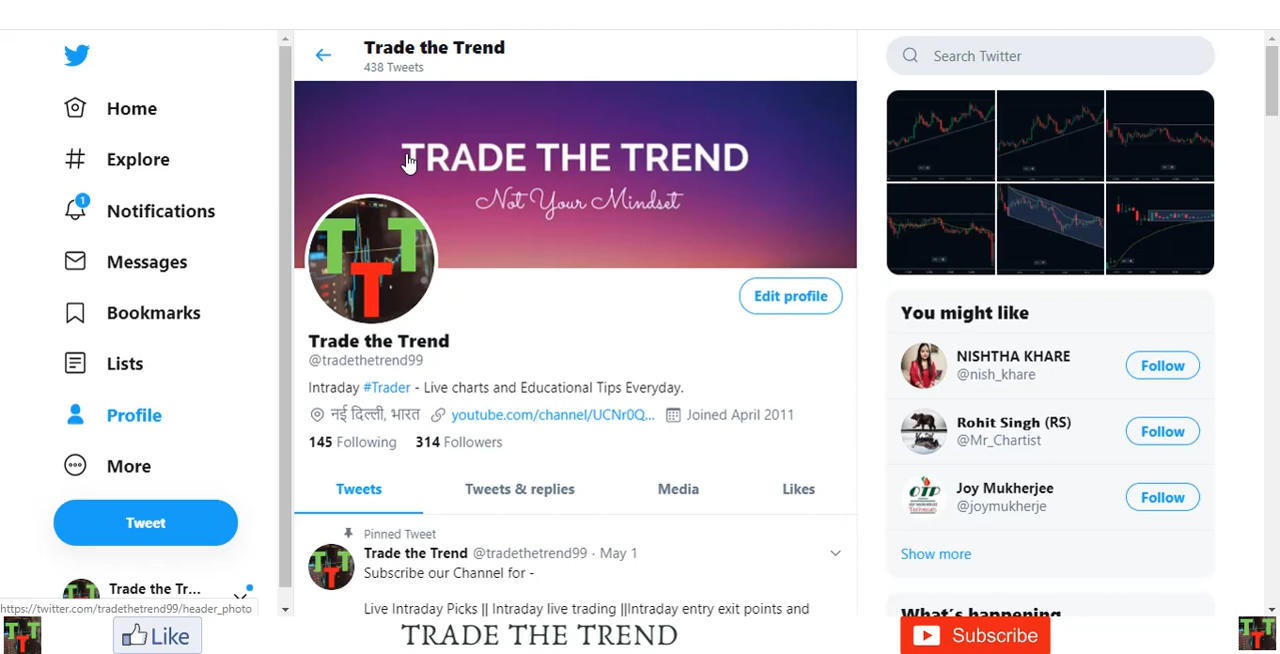 Home
Explore
1
Notifications
Messages
Bookmarks
Lists
Profile
More
Tweet
Trade the Tr...
https://twitter.com/tradethetrend99/header_photo
Trade the Trend
438 Tweets
TRADE THE TREND
Not Your Mindset
TTT
Edit profile
Trade the Trend
@tradethetrend99
Intraday #Trader - Live charts and Educational Tips Everyday.
नई दिल्ली, भारत youtube.com/channel/UCNr0Q... Joined April 2011
145 Following 314 Followers
Tweets Tweets & replies Media Likes
Pinned Tweet
Trade the Trend @tradethetrend99 · May 1
Subscribe our Channel for -
Live Intraday Picks || Intraday live trading ||Intraday entry exit points and
Search Twitter
You might like
NISHTHA KHARE
@nish_khare
Follow
Rohit Singh (RS)
@Mr_Chartist
Follow
Joy Mukherjee
@joymukherje
Follow
Show more
What's happening
Like
TRADE THE TREND
Subscribe